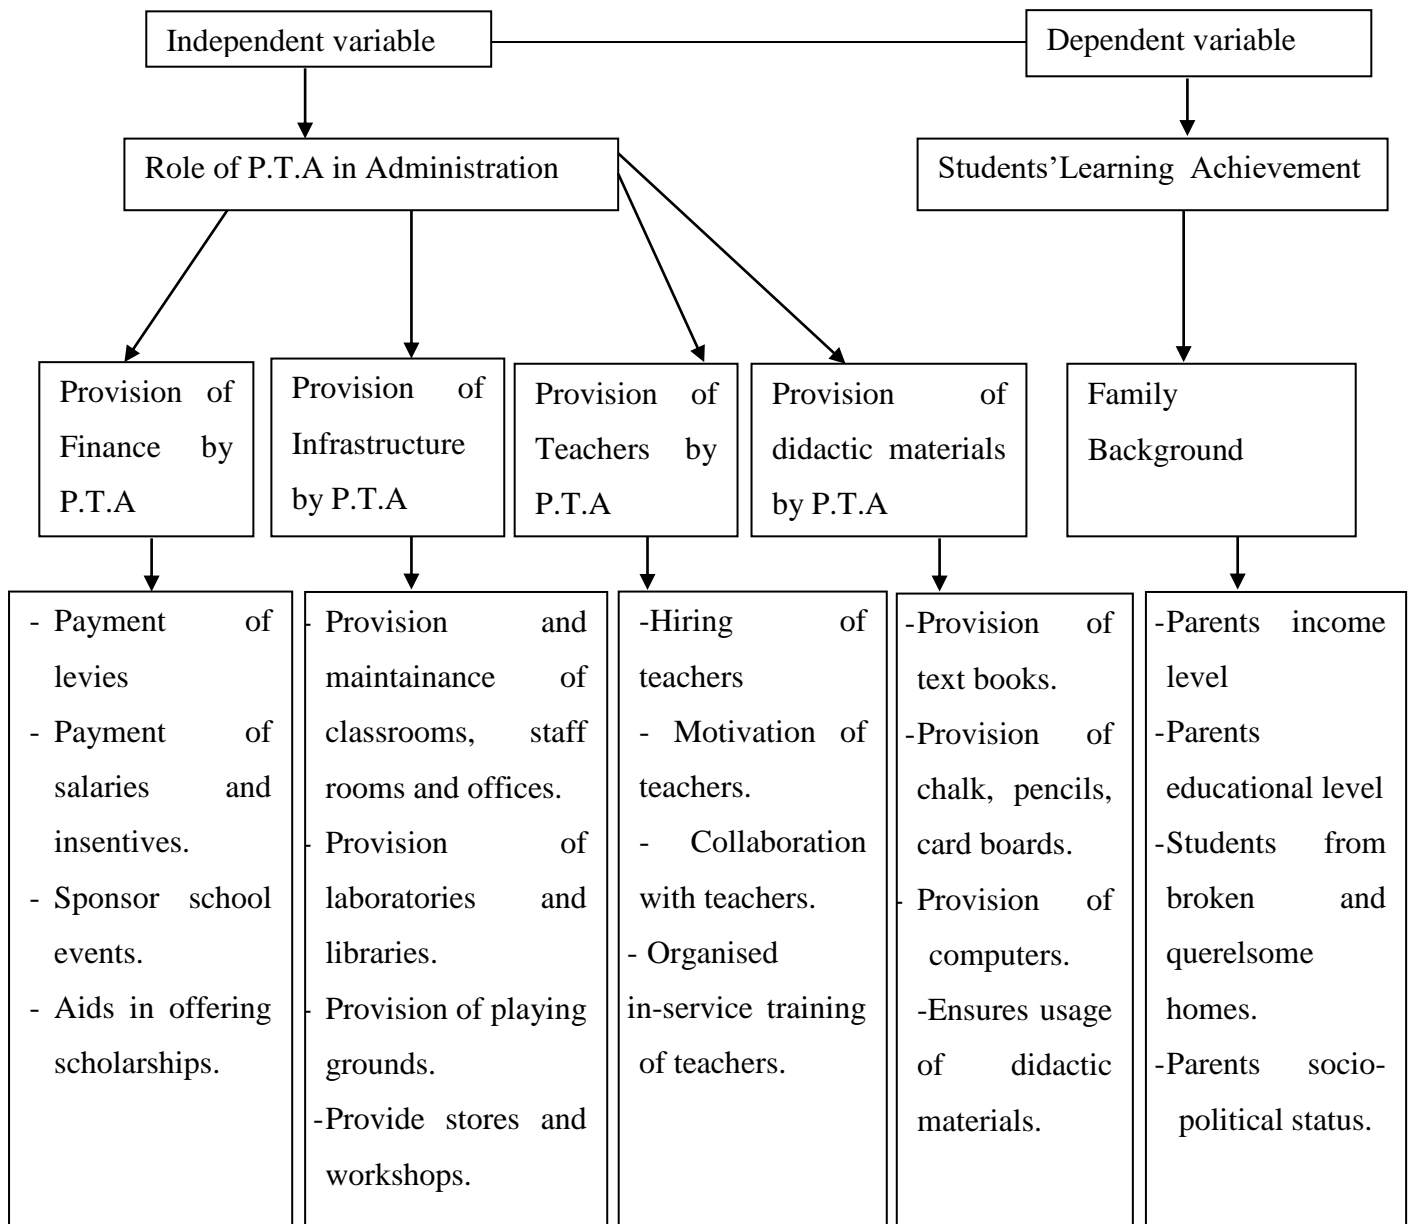 Independent variable
Dependent variable
Role of P.T.A in Administration
Students'Learning Achievement
Provision of
Finance by
P.T.A
Provision of
Infrastructure
by P.T.A
Provision of
Teachers by
P.T.A
Provision of
didactic materials
by P.T.A
Family
Background
- Payment of
levies
- Payment of
salaries and
insentives.
- Sponsor school
events.
- Aids in offering
scholarships.
- Provision and
maintainance of
classrooms, staff
rooms and offices.
- Provision of
laboratories and
libraries.
- Provision of playing
grounds.
-Provide stores and
workshops.
-Hiring of
teachers
- Motivation of
teachers.
- Collaboration
with teachers.
- Organised
in-service training
of teachers.
-Provision of
text books.
-Provision of
chalk, pencils,
card boards.
- Provision of
computers.
-Ensures usage
of didactic
materials.
-Parents income
level
-Parents
educational level
-Students from
broken and
querelsome
homes.
-Parents socio-
political status.